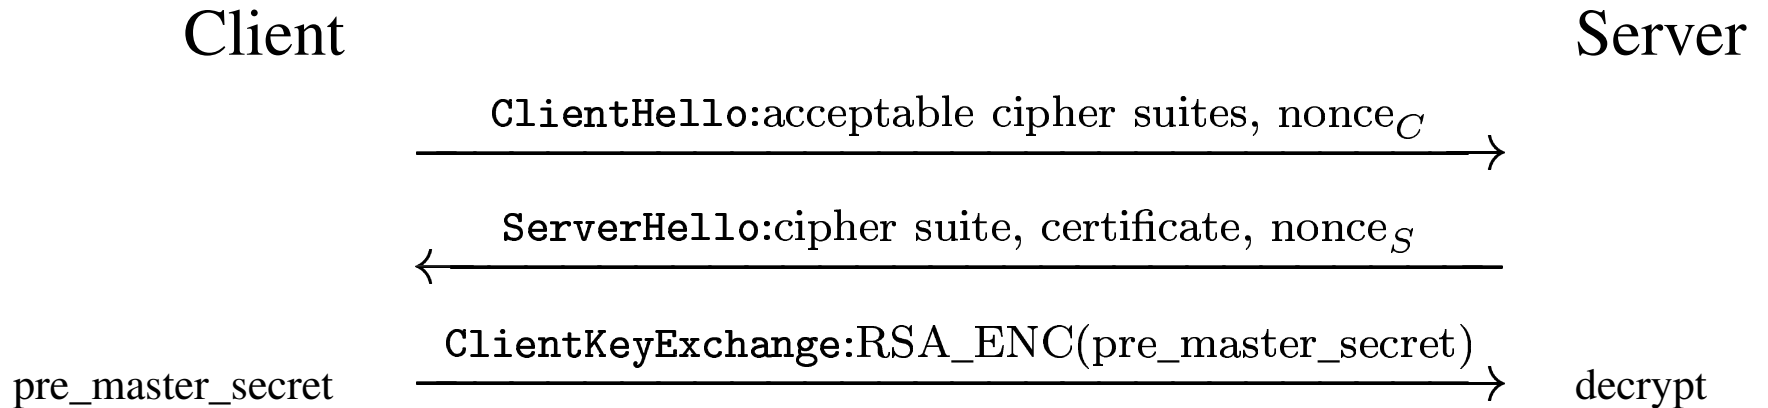 Client Server
ClientHello:acceptable cipher suites, nonce_C
ServerHello:cipher suite, certificate, nonce_S
ClientKeyExchange:RSA_ENC(pre_master_secret)
pre_master_secret decrypt